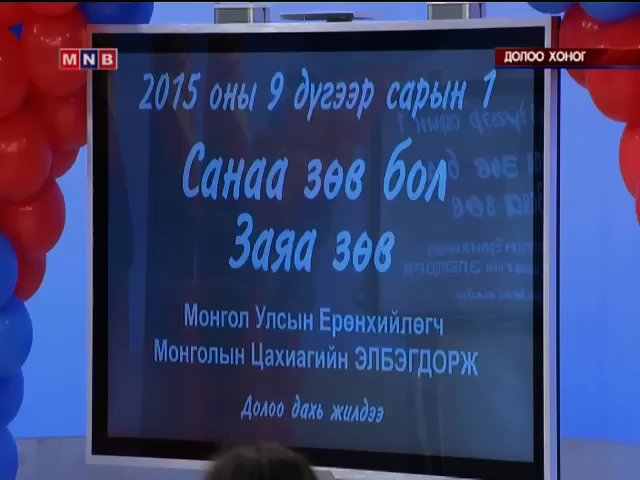 MNB
ДОЛОО ХОНОГ
2015 оны 9 дүгээр сарын 1
Санаа зөв бол
Заяа зөв
Монгол Улсын Ерөнхийлөгч
Монголын Цахиагийн ЭЛБЭГДОРЖ
Долоо дахь жилдээ